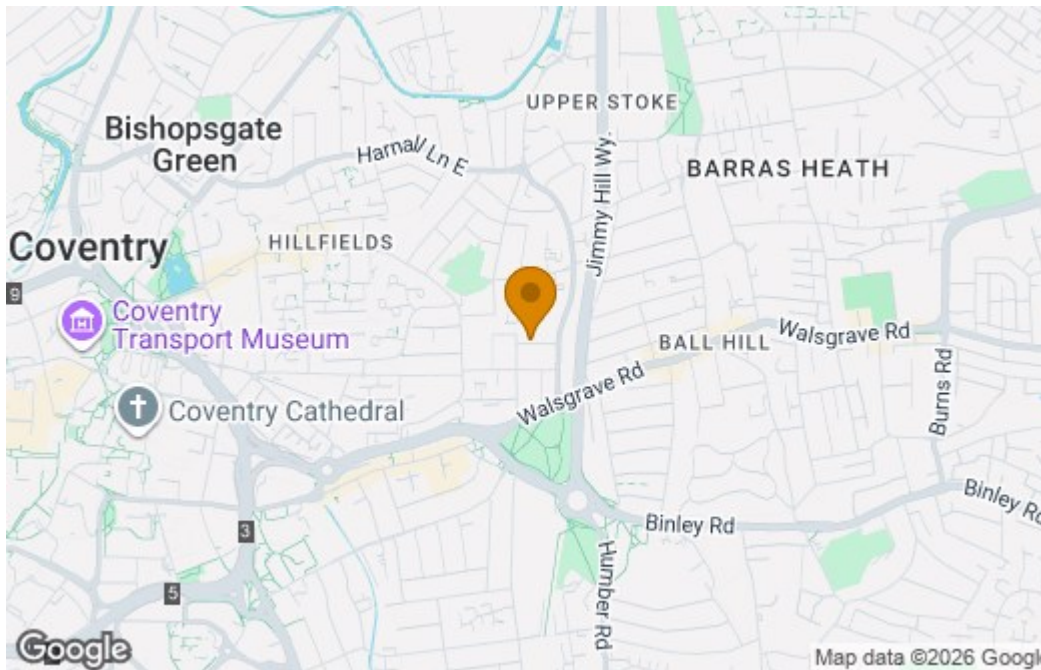 UPPER STOKE
Bishopsgate
Green
Harnall Ln E
Jimmy Hill Wy.
BARRAS HEATH
Coventry
HILLFIELDS
9
Coventry
Transport Museum
Walsgrave Rd
BALL HILL
Walsgrave Rd
Burns Rd
Coventry Cathedral
3
Binley Rd
Binley Rd
5
Humber Rd
Google
Map data ©2026 Google